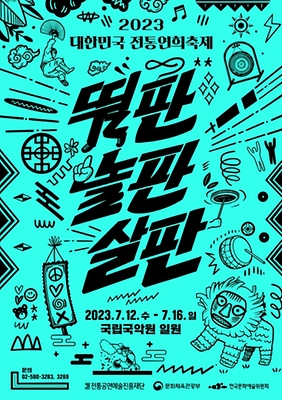 2023
대한민국 전통연희축제
뛸판
놀판
살판
2023.7.12.수 - 7.16.일
국립국악원 일원
문의
02-580-3283, 3269
전통공연예술진흥재단
문화체육관광부
한국문화예술위원회